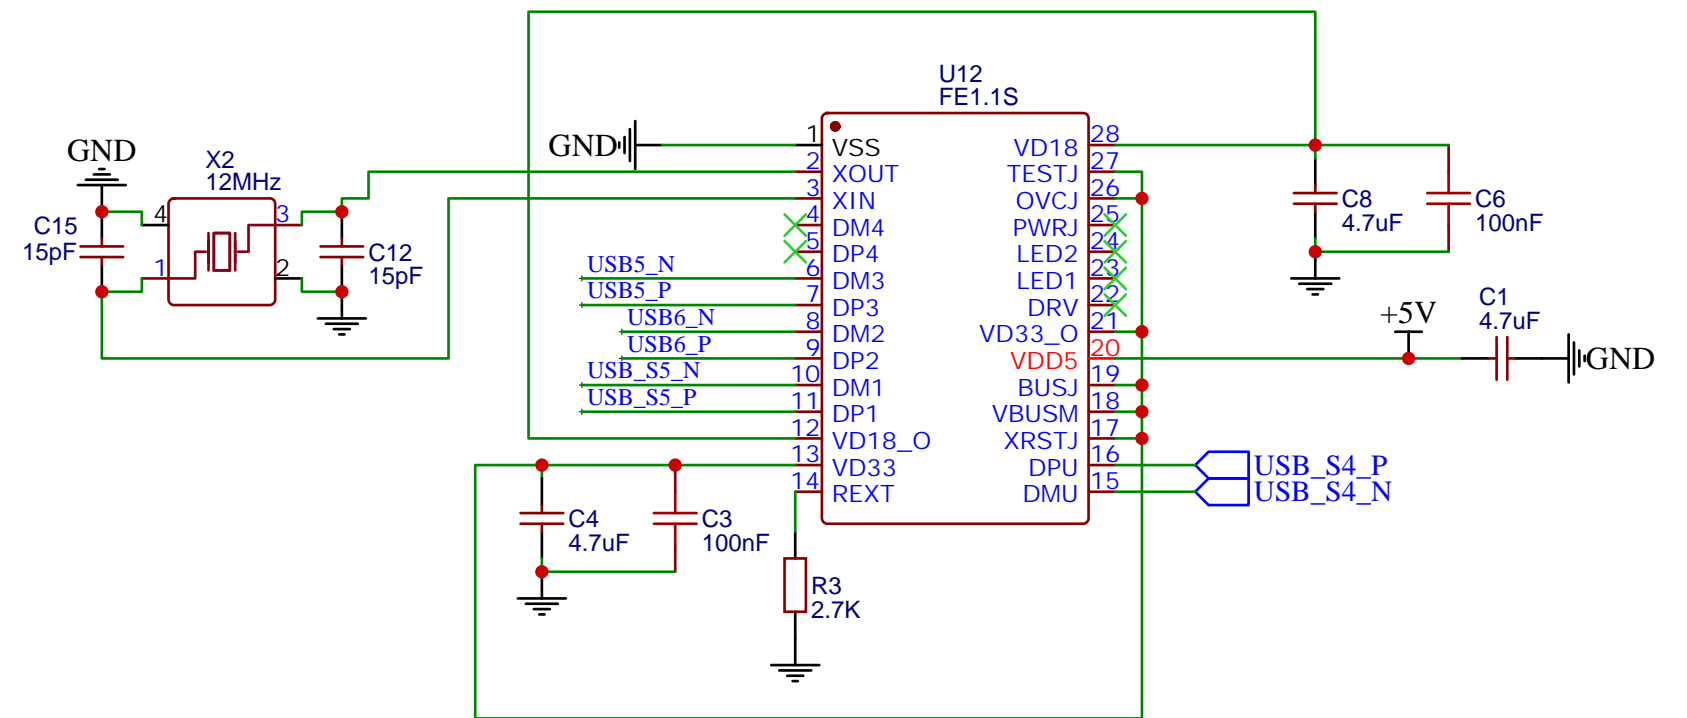 U12
FE1.1S
GND
1
VSS
2
XOUT
3
XIN
4
DM4
5
DP4
USB5_N
6
DM3
USB5_P
7
DP3
USB6_N
8
DM2
USB6_P
9
DP2
USB_S5_N
10
DM1
USB_S5_P
11
DP1
12
VD18_O
13
VD33
14
REXT
28
VD18
27
TESTJ
26
OVCJ
25
PWRJ
24
LED2
23
LED1
22
DRV
21
VD33_O
20
VDD5
19
BUSJ
18
VBUSM
17
XRSTJ
16
DPU
USB_S4_P
15
DMU
USB_S4_N
GND
X2
12MHz
C15
15pF
4
3
1
2
C12
15pF
C8
4.7uF
C6
100nF
+5V
C1
4.7uF
GND
C4
4.7uF
C3
100nF
R3
2.7K